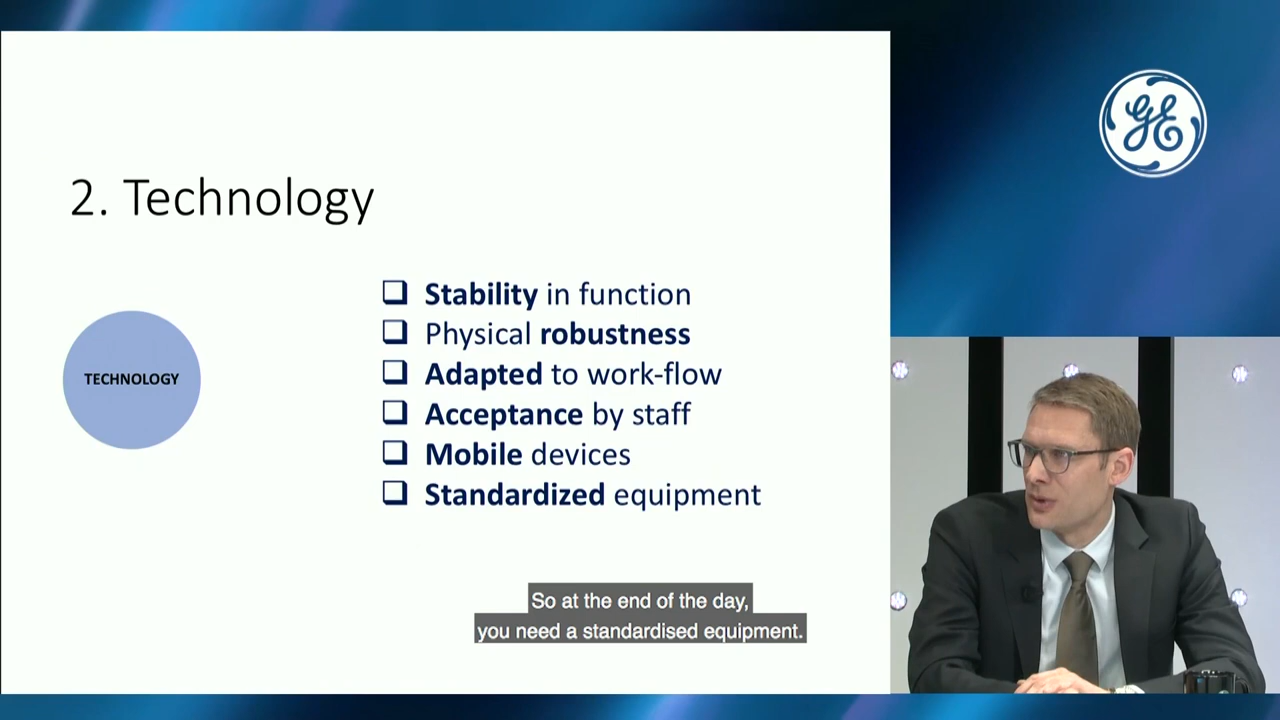 GE
2. Technology
TECHNOLOGY
Stability in function
Physical robustness
Adapted to work-flow
Acceptance by staff
Mobile devices
Standardized equipment
So at the end of the day,
you need a standardised equipment.